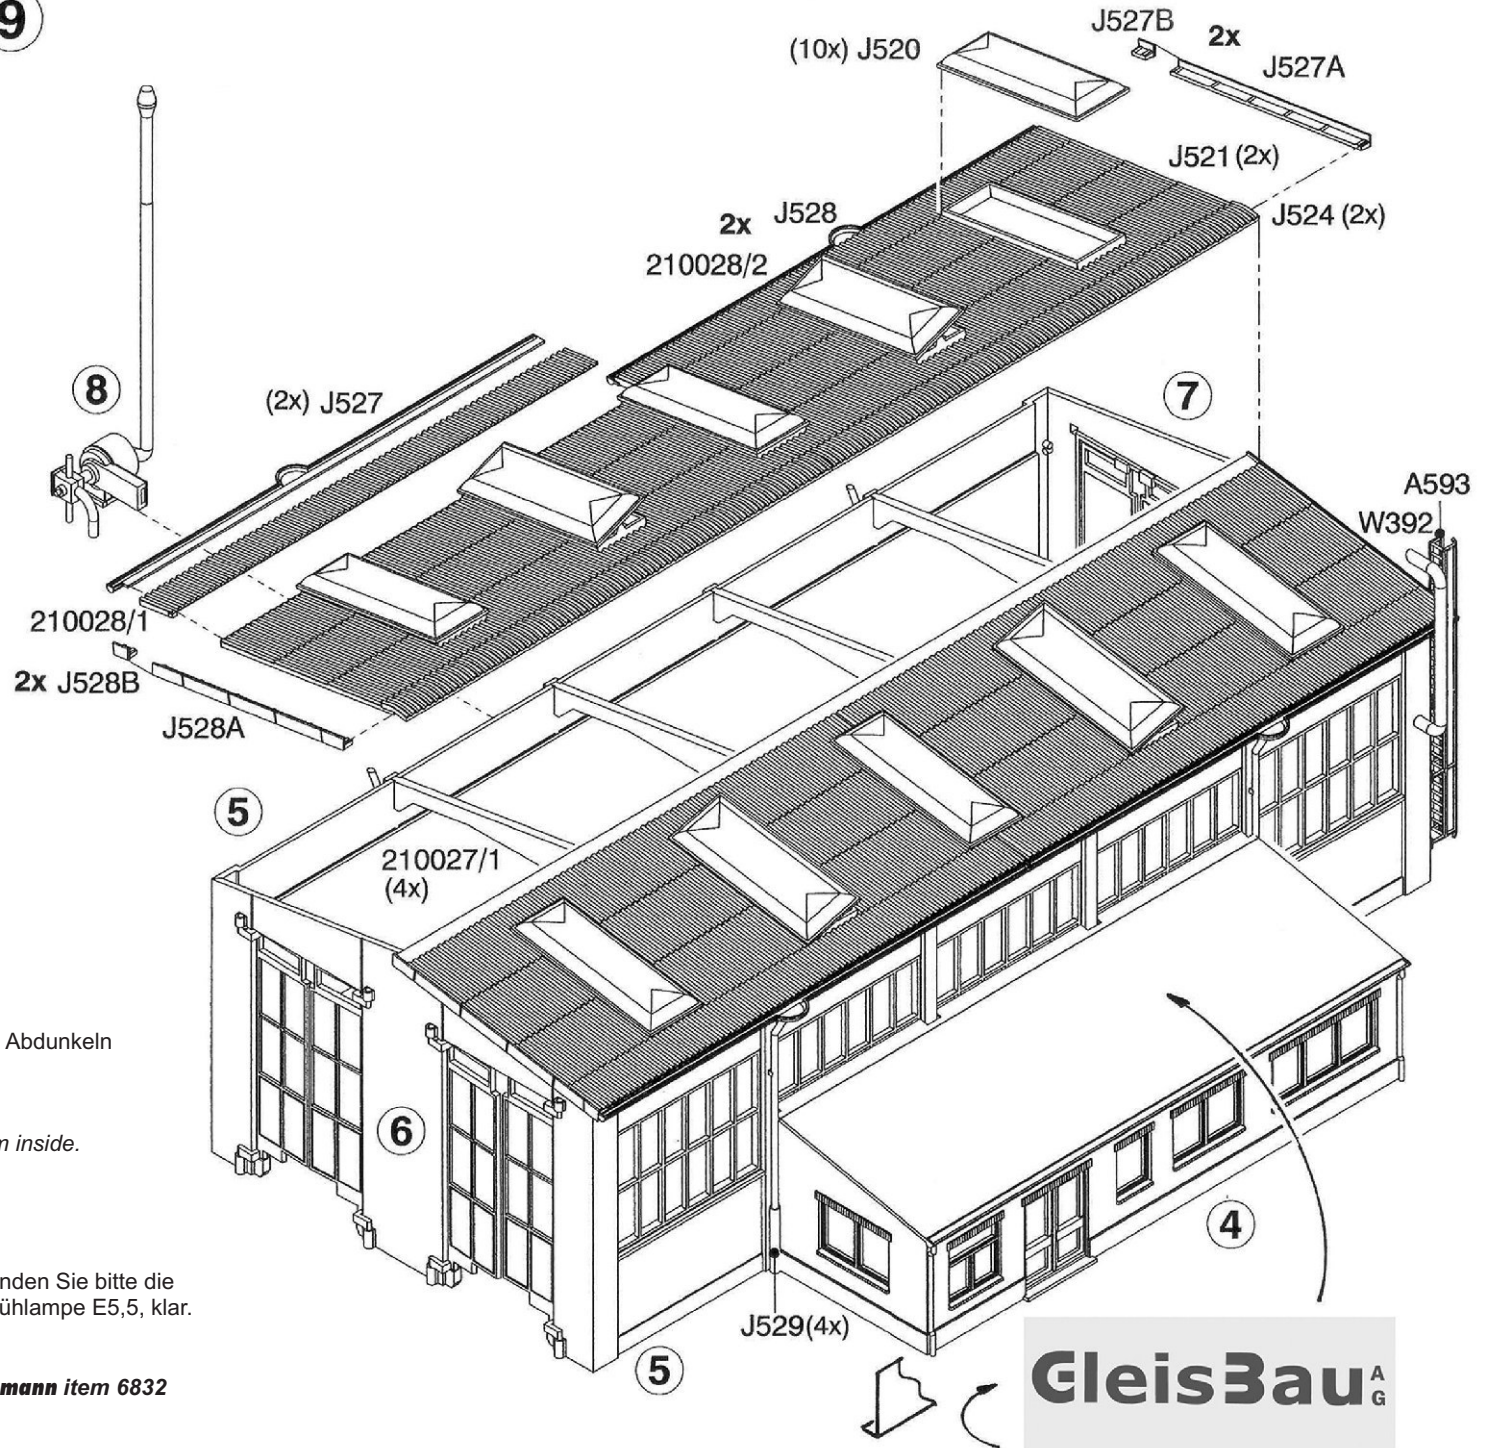 9
J527B
2x
(10x) J520
J527A
J521 (2x)
2x J528
J524 (2x)
210028/2
8
(2x) J527
7
A593
W392
210028/1
2x J528B
J528A
5
210027/1
(4x)
Abdunkeln
6
inside.
4
nden Sie bitte die
ühlampe E5,5, klar.
J529(4x)
5
mann item 6832
GleisBau AG